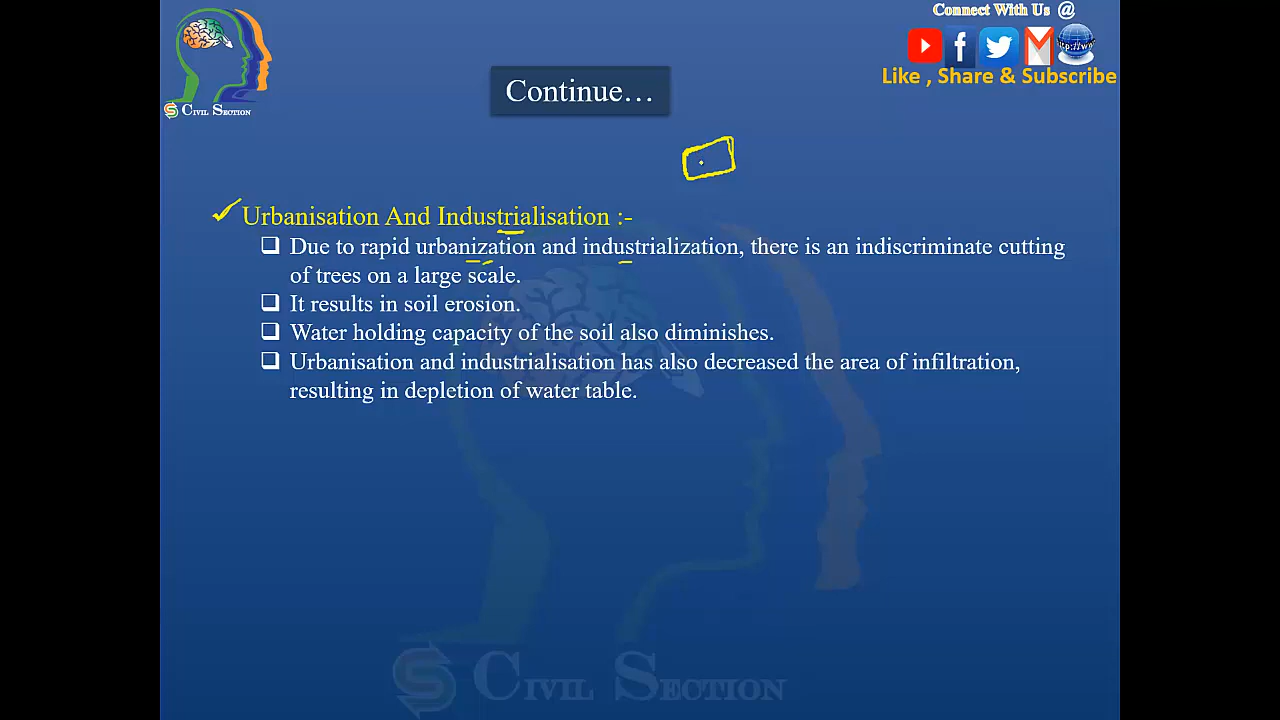 Connect With Us @
http://www
Like , Share & Subscribe
S CIVIL SECTION
Continue...
Urbanisation And Industrialisation :-
Due to rapid urbanization and industrialization, there is an indiscriminate cutting
of trees on a large scale.
It results in soil erosion.
Water holding capacity of the soil also diminishes.
Urbanisation and industrialisation has also decreased the area of infiltration,
resulting in depletion of water table.
S CIVIL SECTION